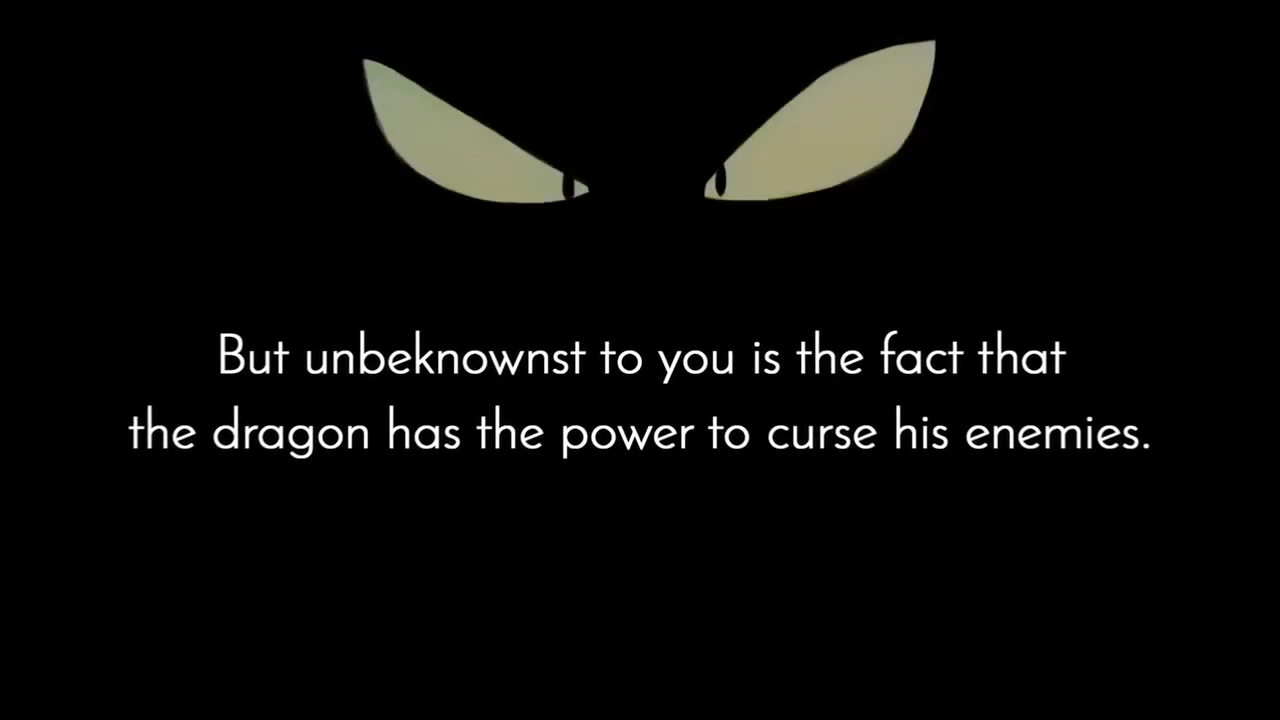 But unbeknownst to you is the fact that
the dragon has the power to curse his enemies.